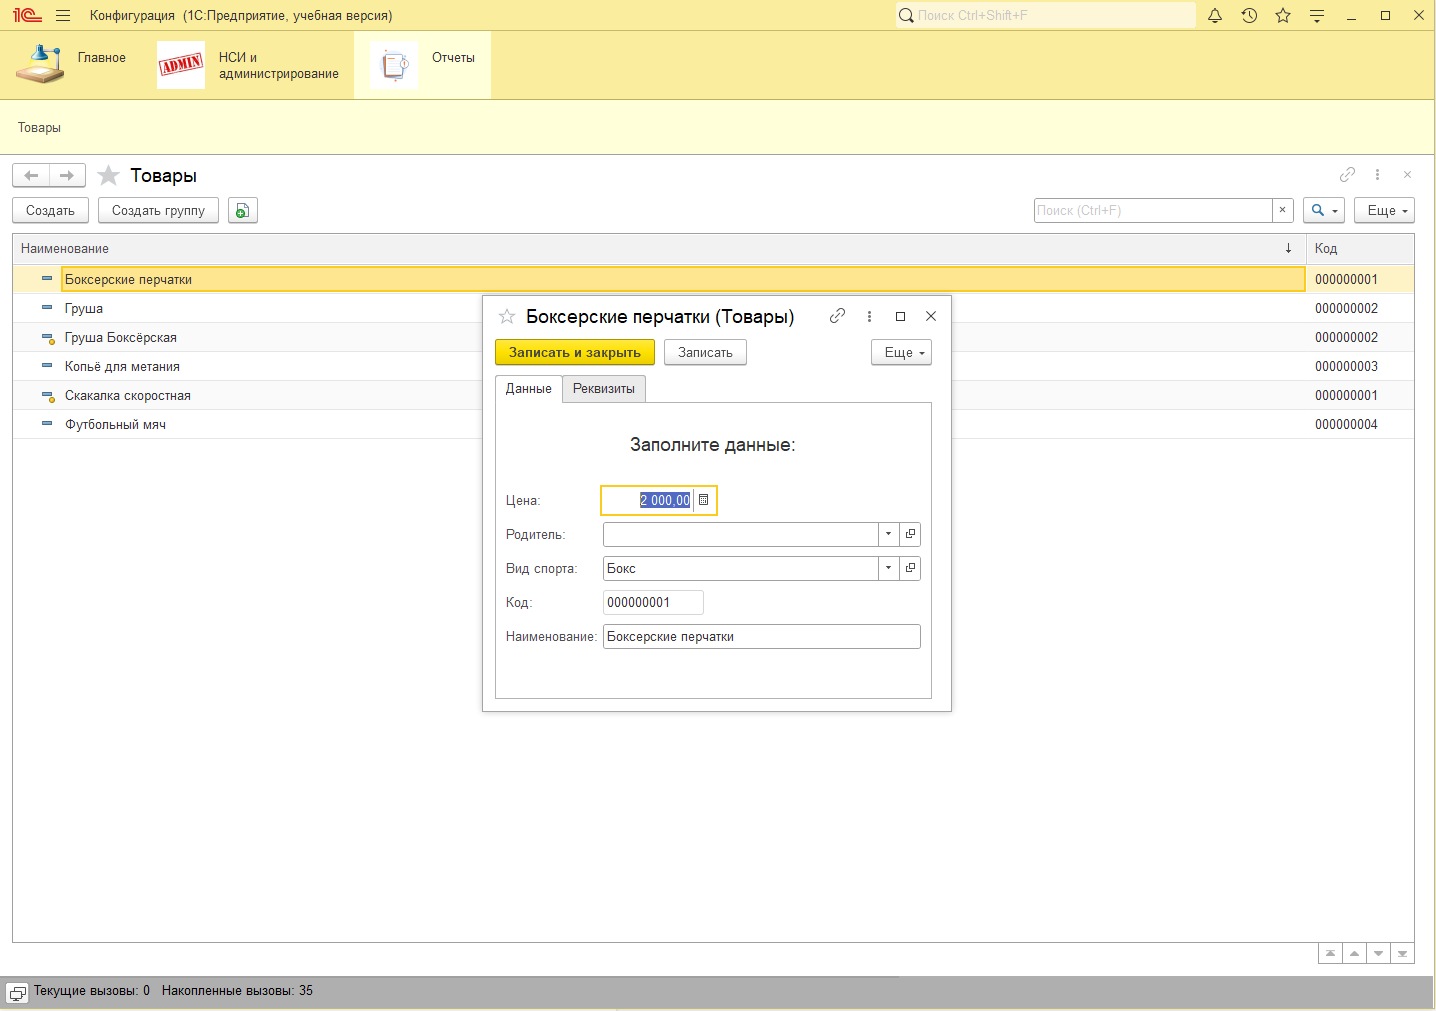 1С Конфигурация (1С:Предприятие, учебная версия) Поиск Ctrl+Shift+F
Главное
ADMIN
НСИ и
администрирование
Отчеты
Товары
Товары
Создать Создать группу Поиск (Ctrl+F) × Еще
Наименование ↓ Код
Боксерские перчатки 000000001
Груша 000000002
Груша Боксёрская 000000002
Копьё для метания 000000003
Скакалка скоростная 000000001
Футбольный мяч 000000004
Боксерские перчатки (Товары)
Записать и закрыть Записать Еще
Данные Реквизиты
Заполните данные:
Цена: 2 000,00
Родитель:
Вид спорта: Бокс
Код: 000000001
Наименование: Боксерские перчатки
Текущие вызовы: 0 Накопленные вызовы: 35